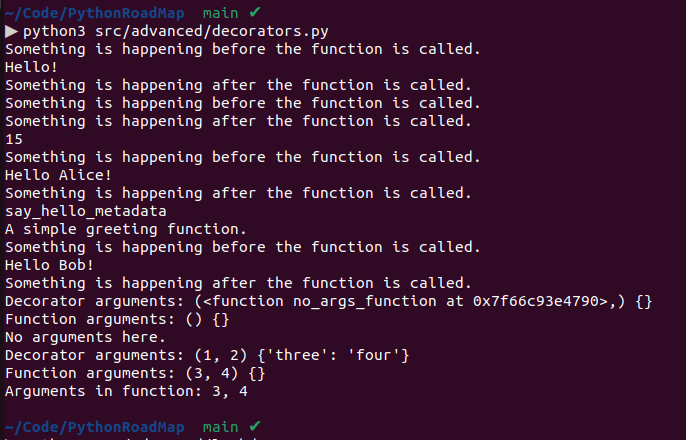 ~/Code/PythonRoadMap main ✔
▶ python3 src/advanced/decorators.py
Something is happening before the function is called.
Hello!
Something is happening after the function is called.
Something is happening before the function is called.
Something is happening after the function is called.
15
Something is happening before the function is called.
Hello Alice!
Something is happening after the function is called.
say_hello_metadata
A simple greeting function.
Something is happening before the function is called.
Hello Bob!
Something is happening after the function is called.
Decorator arguments: (<function no_args_function at 0x7f66c93e4790>,) {}
Function arguments: () {}
No arguments here.
Decorator arguments: (1, 2) {'three': 'four'}
Function arguments: (3, 4) {}
Arguments in function: 3, 4
~/Code/PythonRoadMap main ✔